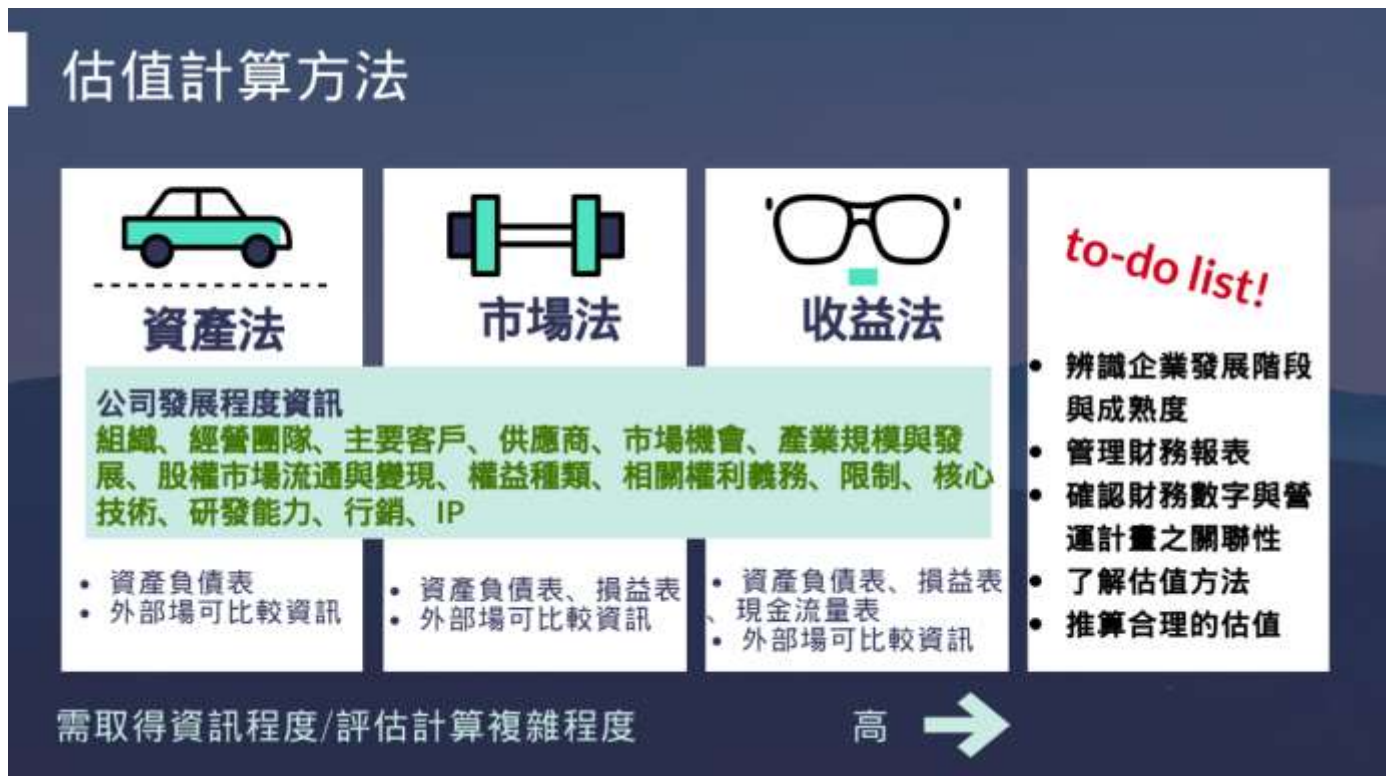 估值計算方法
資產法
市場法
收益法
公司發展程度資訊
組織、經營團隊、主要客戶、供應商、市場機會、產業規模與發
展、股權市場流通與變現、權益種類、相關權利義務、限制、核心
技術、研發能力、行銷、IP
• 資產負債表
• 外部場可比較資訊
• 資產負債表、損益表
• 外部場可比較資訊
• 資產負債表、損益表
、現金流量表
• 外部場可比較資訊
to-do list!
• 辨識企業發展階段
與成熟度
• 管理財務報表
• 確認財務數字與營
運計畫之關聯性
• 了解估值方法
• 推算合理的估值
需取得資訊程度/評估計算複雜程度
高